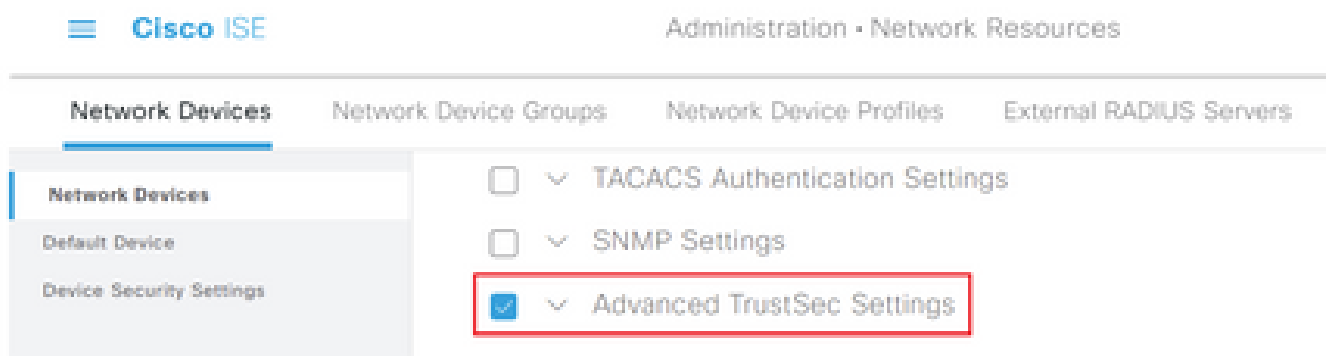 Cisco ISE
Administration • Network Resources
Network Devices
Network Device Groups
Network Device Profiles
External RADIUS Servers
Network Devices
Default Device
Device Security Settings
TACACS Authentication Settings
SNMP Settings
Advanced TrustSec Settings